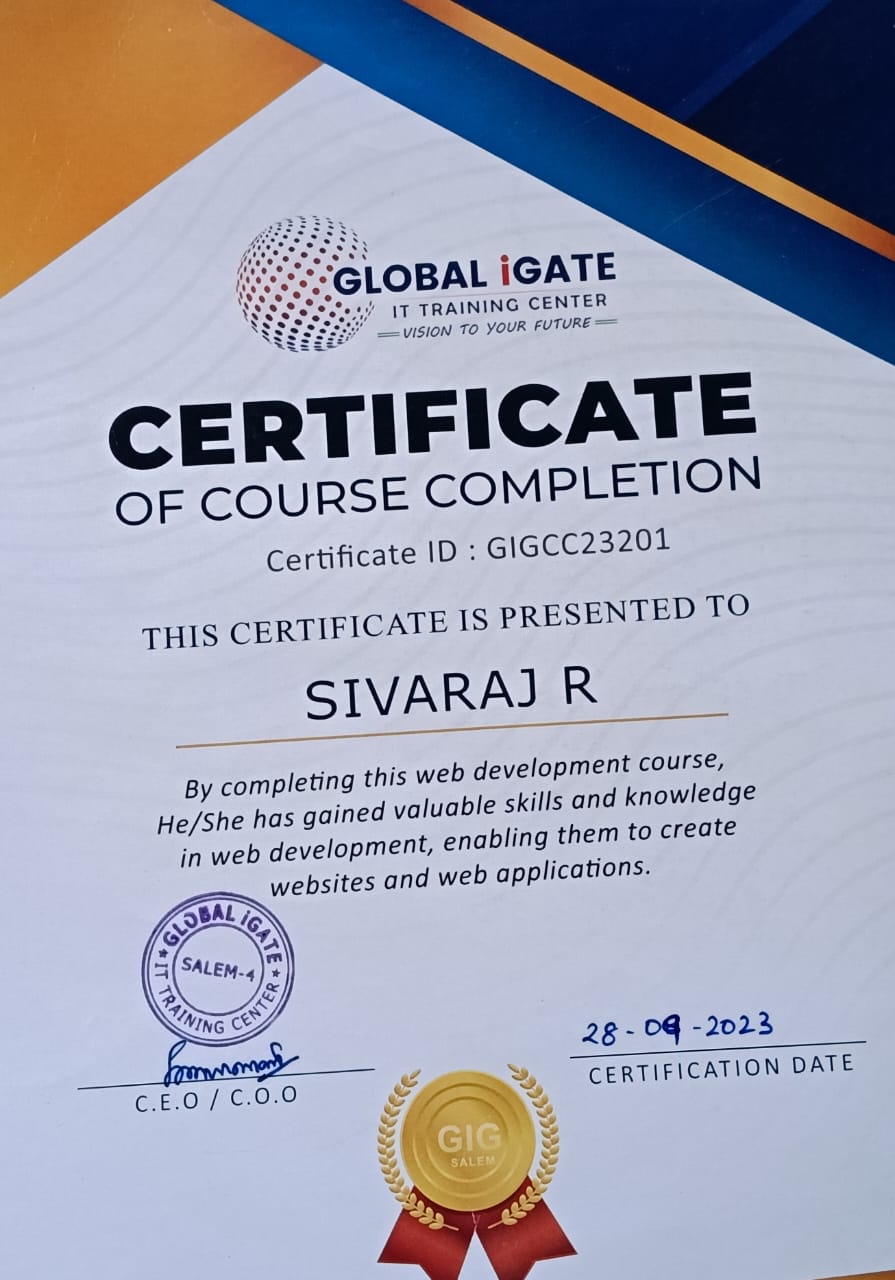 GLOBAL iGATE
IT TRAINING CENTER
VISION TO YOUR FUTURE
CERTIFICATE
OF COURSE COMPLETION
Certificate ID : GIGCC23201
THIS CERTIFICATE IS PRESENTED TO
SIVARAJ R
By completing this web development course,
He/She has gained valuable skills and knowledge
in web development, enabling them to create
websites and web applications.
GLOBAL iGATE
SALEM-4
IT TRAINING CENTER
28-09-2023
C.E.O / C.O.O
CERTIFICATION DATE
GIG
SALEM